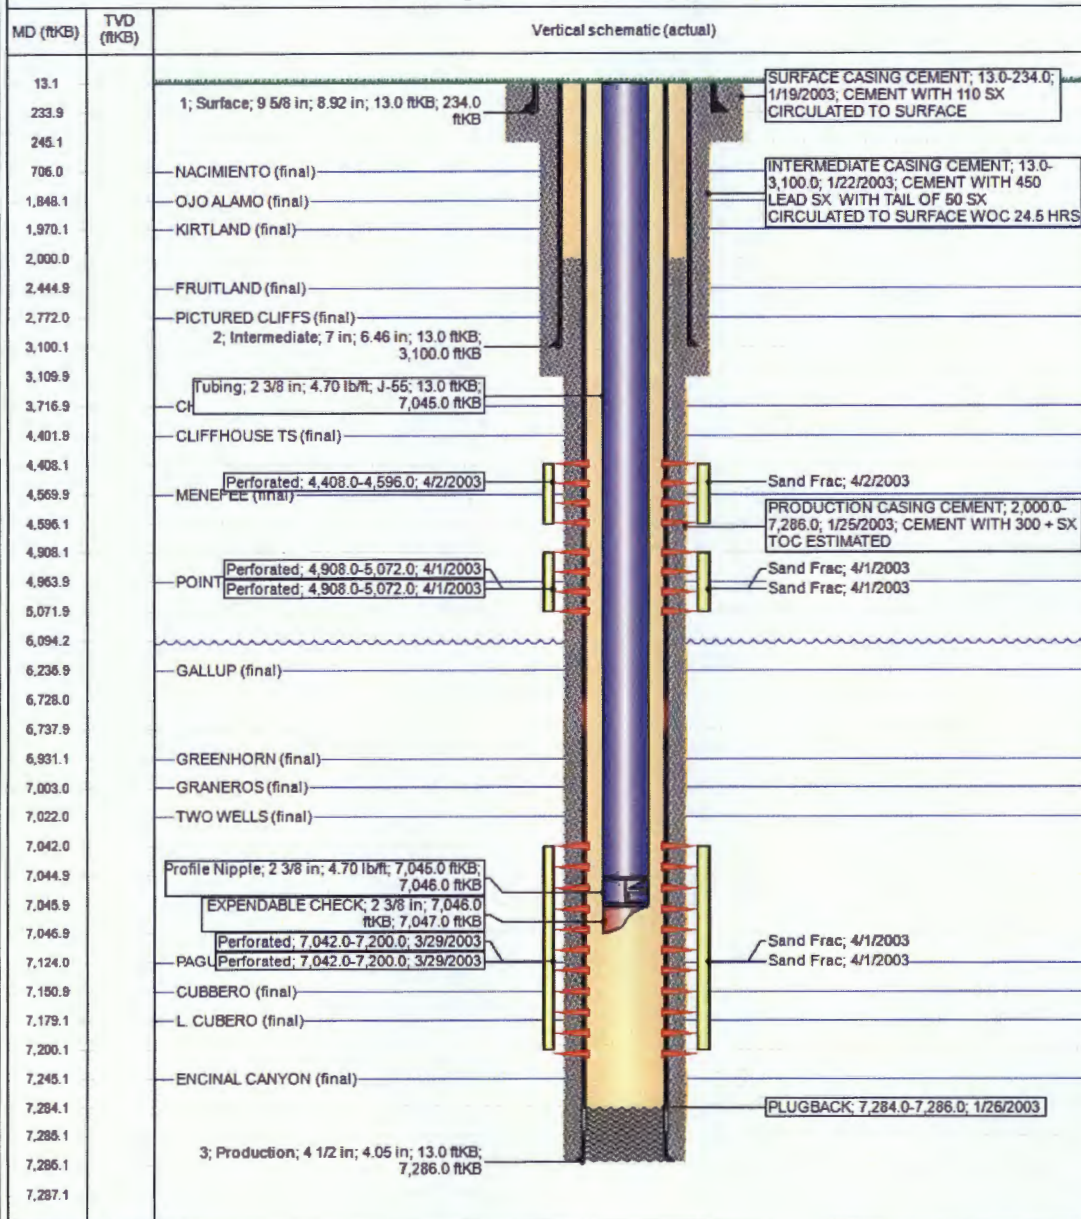 MD (ftKB)
TVD
(ftKB)
Vertical schematic (actual)
13.1
233.9
245.1
706.0
1,848.1
1,970.1
2,000.0
2,444.9
2,772.0
3,100.1
3,109.9
3,716.9
4,401.9
4,408.1
4,569.9
4,596.1
4,908.1
4,963.9
5,071.9
6,094.2
6,236.9
6,728.0
6,737.9
6,931.1
7,003.0
7,022.0
7,042.0
7,044.9
7,045.9
7,046.9
7,124.0
7,150.9
7,179.1
7,200.1
7,245.1
7,284.1
7,285.1
7,286.1
7,287.1
1; Surface; 9 5/8 in; 8.92 in; 13.0 ftKB; 234.0
ftKB
NACIMIENTO (final)
OJO ALAMO (final)
KIRTLAND (final)
FRUITLAND (final)
PICTURED CLIFFS (final)
2; Intermediate; 7 in; 6.46 in; 13.0 ftKB;
3,100.0 ftKB
Tubing; 2 3/8 in; 4.70 lb/ft; J-55; 13.0 ftKB;
7,045.0 ftKB
CH
CLIFFHOUSE TS (final)
Perforated; 4,408.0-4,596.0; 4/2/2003
MENEFEE (final)
Perforated; 4,908.0-5,072.0; 4/1/2003
POINT
Perforated; 4,908.0-5,072.0; 4/1/2003
GALLUP (final)
GREENHORN (final)
GRANEROS (final)
TWO WELLS (final)
Profile Nipple; 2 3/8 in; 4.70 lb/ft; 7,045.0 ftKB;
7,046.0 ftKB
EXPENDABLE CHECK; 2 3/8 in; 7,046.0
ftKB; 7,047.0 ftKB
Perforated; 7,042.0-7,200.0; 3/29/2003
PAGU
Perforated; 7,042.0-7,200.0; 3/29/2003
CUBBERO (final)
L. CUBERO (final)
ENCINAL CANYON (final)
3; Production; 4 1/2 in; 4.05 in; 13.0 ftKB;
7,286.0 ftKB
SURFACE CASING CEMENT; 13.0-234.0;
1/19/2003; CEMENT WITH 110 SX
CIRCULATED TO SURFACE
INTERMEDIATE CASING CEMENT; 13.0-
3,100.0; 1/22/2003; CEMENT WITH 450
LEAD SX WITH TAIL OF 50 SX
CIRCULATED TO SURFACE WOC 24.5 HRS
Sand Frac; 4/2/2003
PRODUCTION CASING CEMENT; 2,000.0-
7,286.0; 1/25/2003; CEMENT WITH 300 + SX
TOC ESTIMATED
Sand Frac; 4/1/2003
Sand Frac; 4/1/2003
Sand Frac; 4/1/2003
Sand Frac; 4/1/2003
PLUGBACK; 7,284.0-7,286.0; 1/26/2003